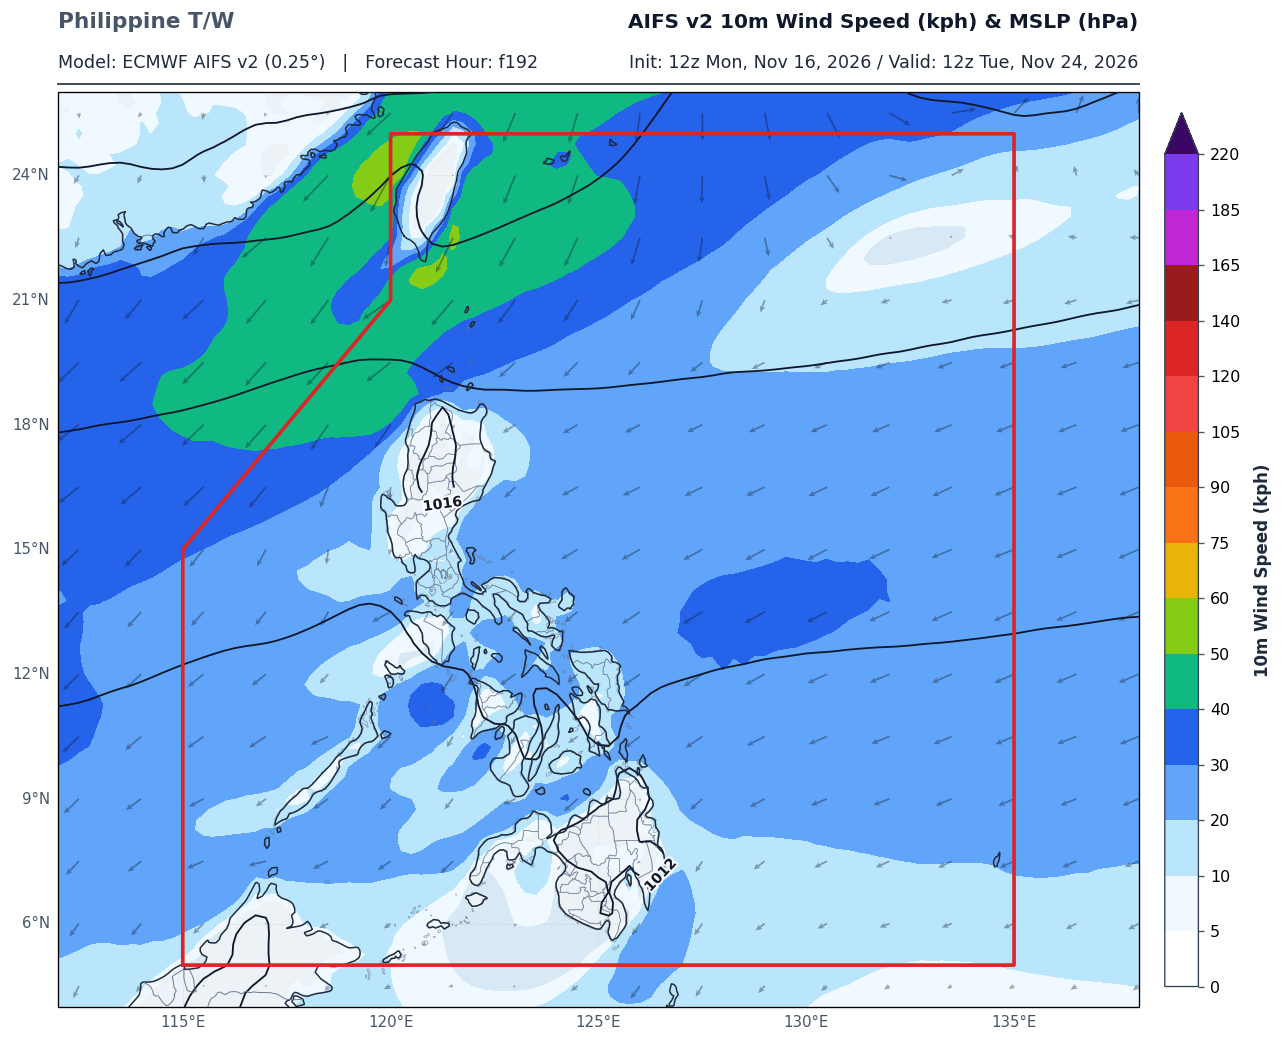 Philippine T/W
AIFS v2 10m Wind Speed (kph) & MSLP (hPa)
Model: ECMWF AIFS v2 (0.25°) | Forecast Hour: f192
Init: 12z Mon, Nov 16, 2026 / Valid: 12z Tue, Nov 24, 2026
24°N
21°N
18°N
15°N
12°N
9°N
6°N
1016
1012
115°E
120°E
125°E
130°E
135°E
220
185
165
140
120
105
90
75
60
50
40
30
20
10
5
0
10m Wind Speed (kph)